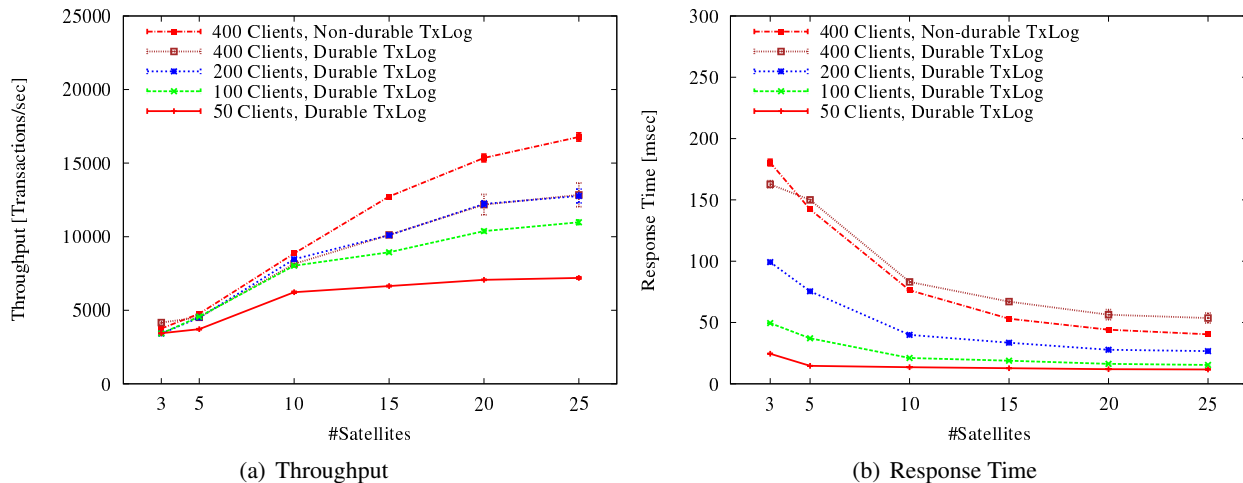 25000
20000
15000
10000
5000
0
Throughput [Transactions/sec]
400 Clients, Non-durable TxLog
400 Clients, Durable TxLog
200 Clients, Durable TxLog
100 Clients, Durable TxLog
50 Clients, Durable TxLog
3 5 10 15 20 25
#Satellites
(a) Throughput
300
250
200
150
100
50
0
Response Time [msec]
400 Clients, Non-durable TxLog
400 Clients, Durable TxLog
200 Clients, Durable TxLog
100 Clients, Durable TxLog
50 Clients, Durable TxLog
3 5 10 15 20 25
#Satellites
(b) Response Time